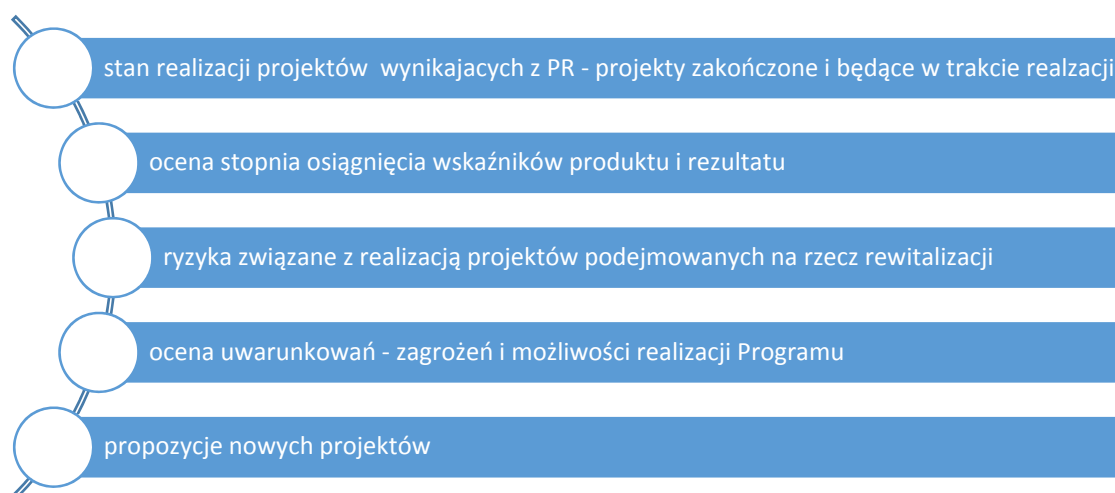 stan realizacji projektów  wynikajacych z PR - projekty zakończone i będące w trakcie realzacji
ocena stopnia osiągnięcia wskaźników produktu i rezultatu
ryzyka związane z realizacją projektów podejmowanych na rzecz rewitalizacji
ocena uwarunkowań - zagrożeń i możliwości realizacji Programu
propozycje nowych projektów